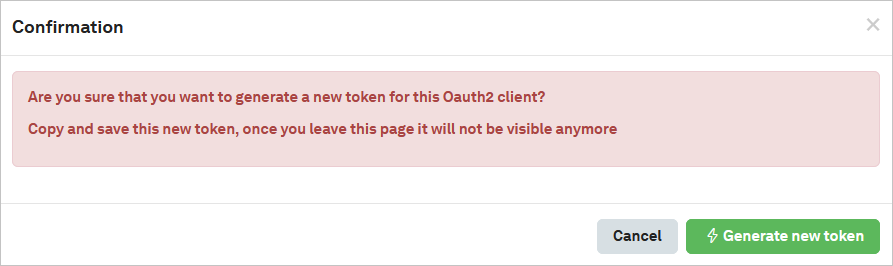 Confirmation
Are you sure that you want to generate a new token for this Oauth2 client?
Copy and save this new token, once you leave this page it will not be visible anymore
Cancel
Generate new token